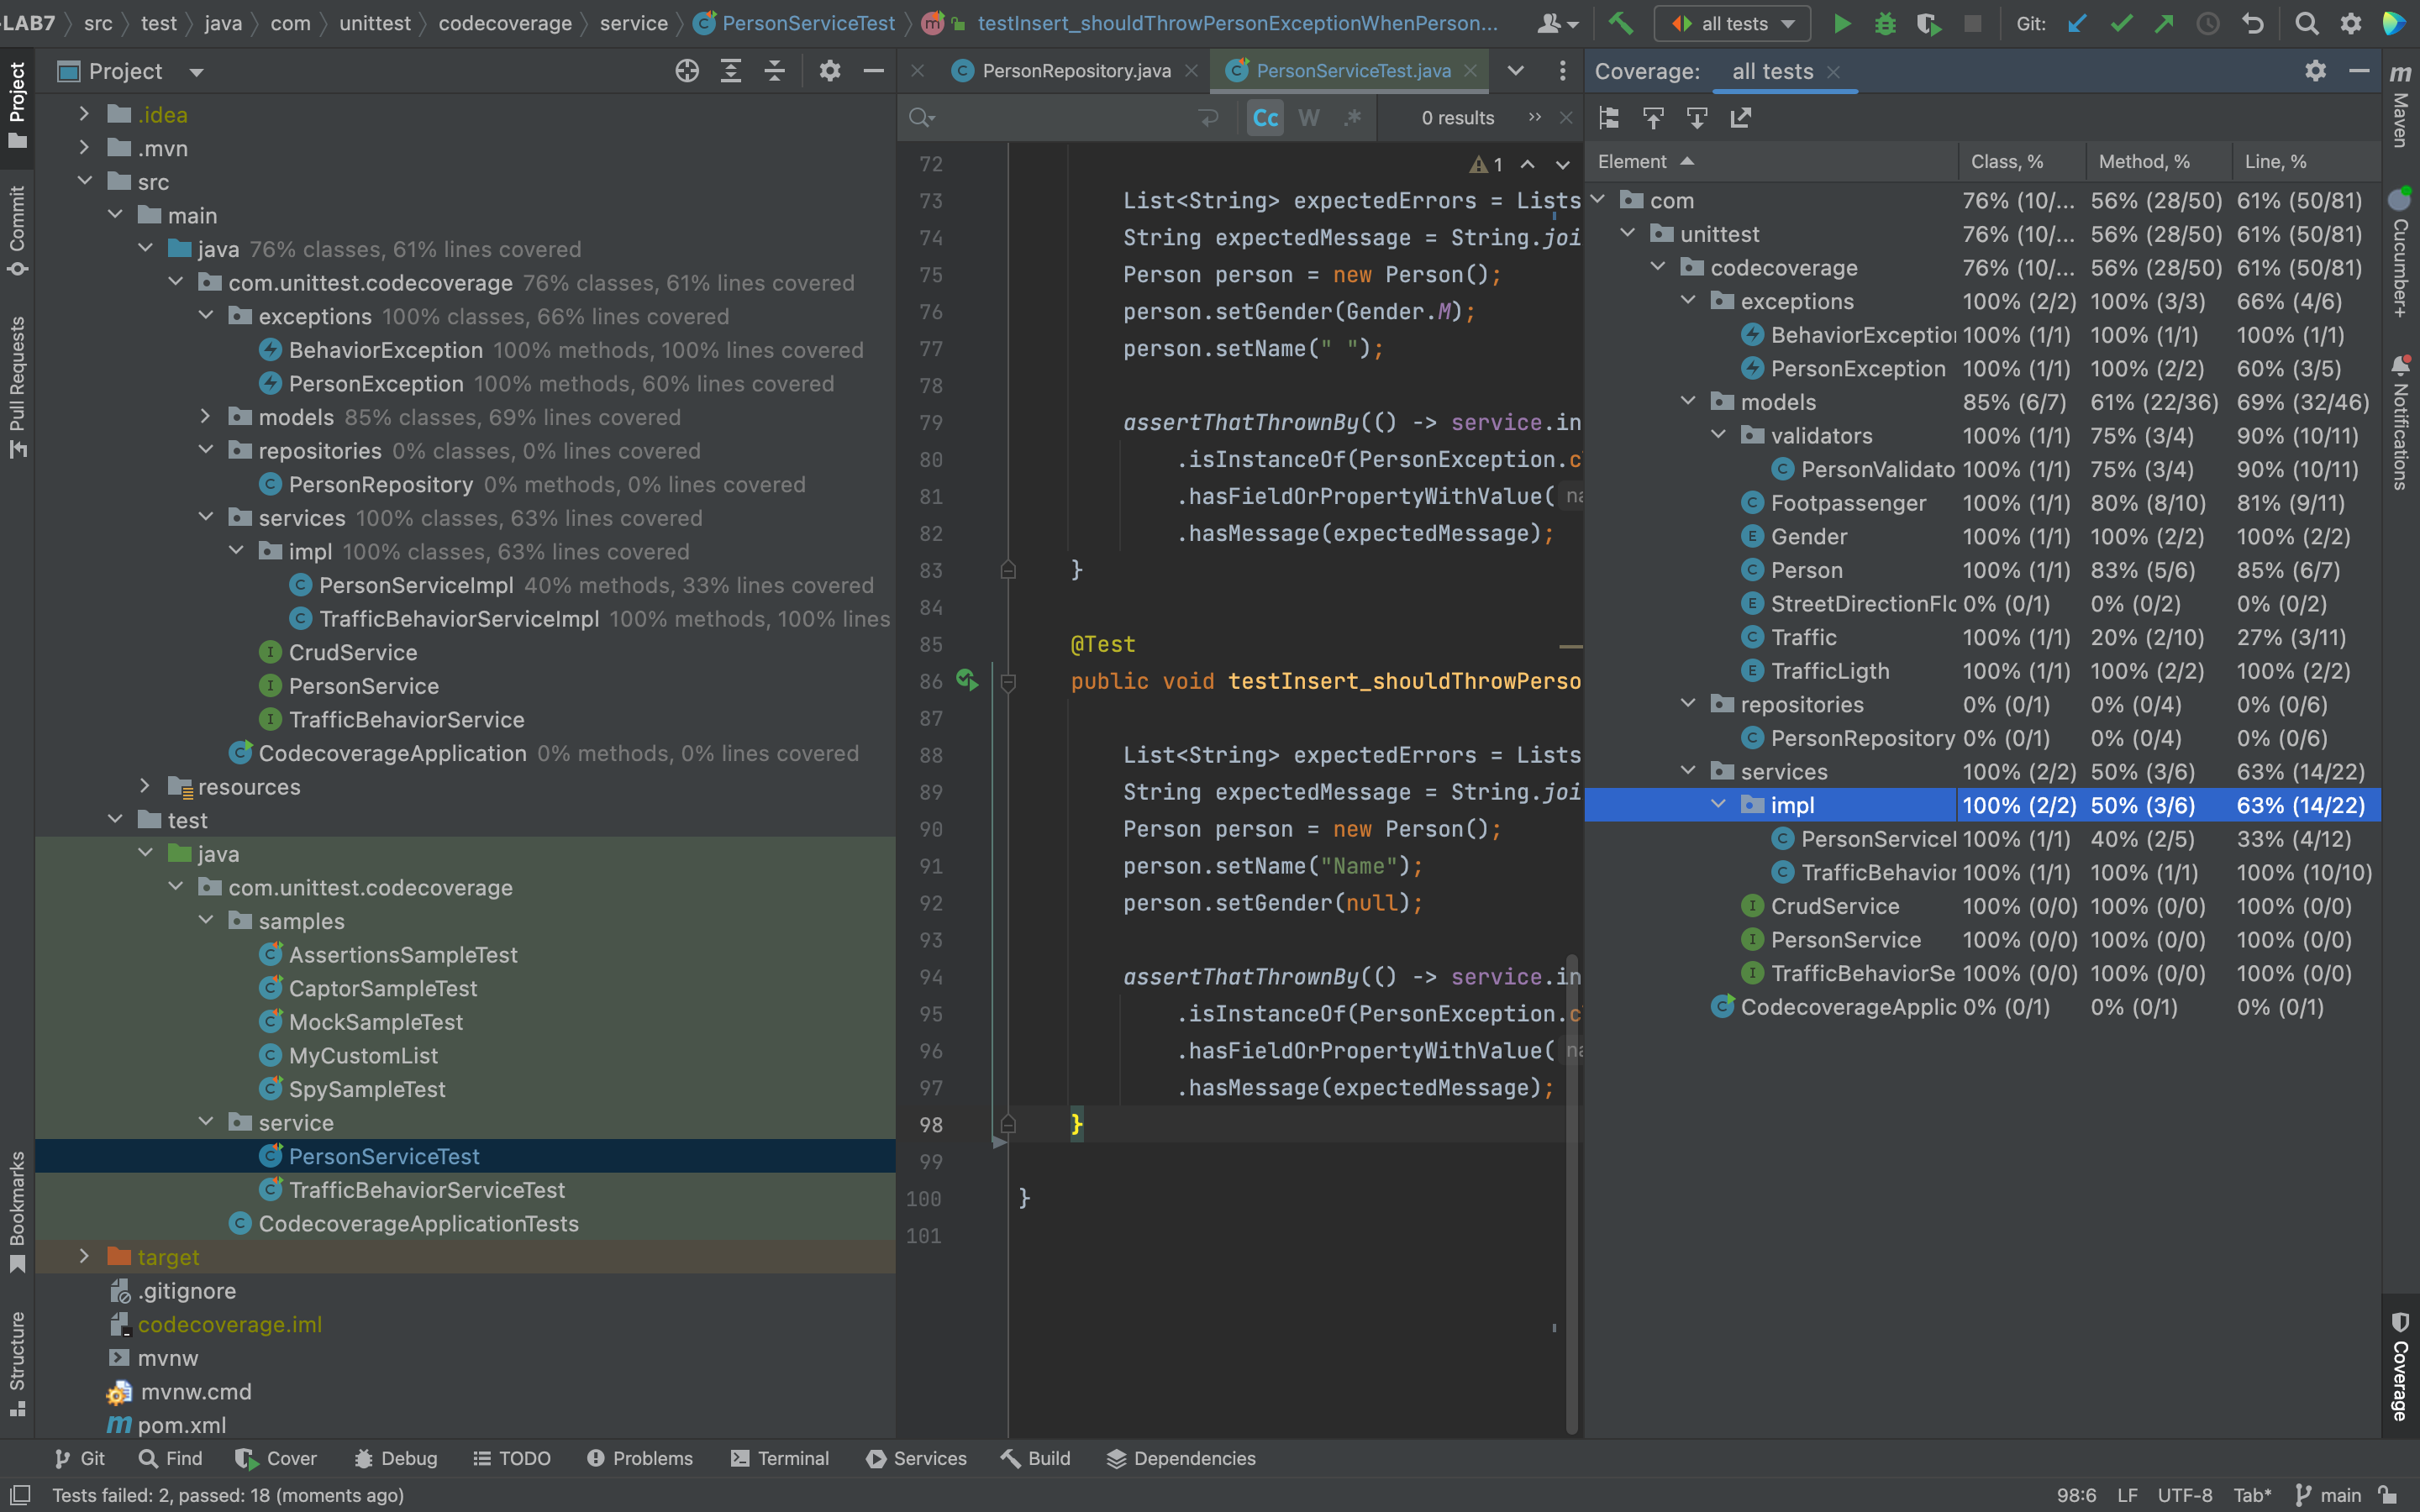 -LAB7 src test java com unittest codecoverage service PersonServiceTest testInsert_shouldThrowPersonExceptionWhenPerson... all tests Git:
Project
.idea
.mvn
src
main
java 76% classes, 61% lines covered
com.unittest.codecoverage 76% classes, 61% lines covered
exceptions 100% classes, 66% lines covered
BehaviorException 100% methods, 100% lines covered
PersonException 100% methods, 60% lines covered
models 85% classes, 69% lines covered
repositories 0% classes, 0% lines covered
PersonRepository 0% methods, 0% lines covered
services 100% classes, 63% lines covered
impl 100% classes, 63% lines covered
PersonServiceImpl 40% methods, 33% lines covered
TrafficBehaviorServiceImpl 100% methods, 100% lines
CrudService
PersonService
TrafficBehaviorService
CodecoverageApplication 0% methods, 0% lines covered
resources
test
java
com.unittest.codecoverage
samples
AssertionsSampleTest
CaptorSampleTest
MockSampleTest
MyCustomList
SpySampleTest
service
PersonServiceTest
TrafficBehaviorServiceTest
CodecoverageApplicationTests
target
.gitignore
codecoverage.iml
mvnw
mvnw.cmd
pom.xml
Project
Commit
Pull Requests
Bookmarks
Structure
PersonRepository.java PersonServiceTest.java
Cc W .* 0 results
1
72
73 List<String> expectedErrors = Lists
74 String expectedMessage = String.joi
75 Person person = new Person();
76 person.setGender(Gender.M);
77 person.setName(" ");
78
79 assertThatThrownBy(() -> service.in
80 .isInstanceOf(PersonException.c
81 .hasFieldOrPropertyWithValue( na
82 .hasMessage(expectedMessage);
83 }
84
85 @Test
86 public void testInsert_shouldThrowPerso
87
88 List<String> expectedErrors = Lists
89 String expectedMessage = String.joi
90 Person person = new Person();
91 person.setName("Name");
92 person.setGender(null);
93
94 assertThatThrownBy(() -> service.in
95 .isInstanceOf(PersonException.c
96 .hasFieldOrPropertyWithValue( na
97 .hasMessage(expectedMessage);
98 }
99
100 }
101
Coverage: all tests
Element Class, % Method, % Line, %
com 76% (10/... 56% (28/50) 61% (50/81)
unittest 76% (10/... 56% (28/50) 61% (50/81)
codecoverage 76% (10/... 56% (28/50) 61% (50/81)
exceptions 100% (2/2) 100% (3/3) 66% (4/6)
BehaviorException 100% (1/1) 100% (1/1) 100% (1/1)
PersonException 100% (1/1) 100% (2/2) 60% (3/5)
models 85% (6/7) 61% (22/36) 69% (32/46)
validators 100% (1/1) 75% (3/4) 90% (10/11)
PersonValidato 100% (1/1) 75% (3/4) 90% (10/11)
Footpassenger 100% (1/1) 80% (8/10) 81% (9/11)
Gender 100% (1/1) 100% (2/2) 100% (2/2)
Person 100% (1/1) 83% (5/6) 85% (6/7)
StreetDirectionFlo 0% (0/1) 0% (0/2) 0% (0/2)
Traffic 100% (1/1) 20% (2/10) 27% (3/11)
TrafficLigth 100% (1/1) 100% (2/2) 100% (2/2)
repositories 0% (0/1) 0% (0/4) 0% (0/6)
PersonRepository 0% (0/1) 0% (0/4) 0% (0/6)
services 100% (2/2) 50% (3/6) 63% (14/22)
impl 100% (2/2) 50% (3/6) 63% (14/22)
PersonServiceI 100% (1/1) 40% (2/5) 33% (4/12)
TrafficBehavior 100% (1/1) 100% (1/1) 100% (10/10)
CrudService 100% (0/0) 100% (0/0) 100% (0/0)
PersonService 100% (0/0) 100% (0/0) 100% (0/0)
TrafficBehaviorSe 100% (0/0) 100% (0/0) 100% (0/0)
CodecoverageApplic 0% (0/1) 0% (0/1) 0% (0/1)
m Maven
Cucumber+
Notifications
Coverage
Git Find Cover Debug TODO Problems Terminal Services Build Dependencies
Tests failed: 2, passed: 18 (moments ago) 98:6 LF UTF-8 Tab* main